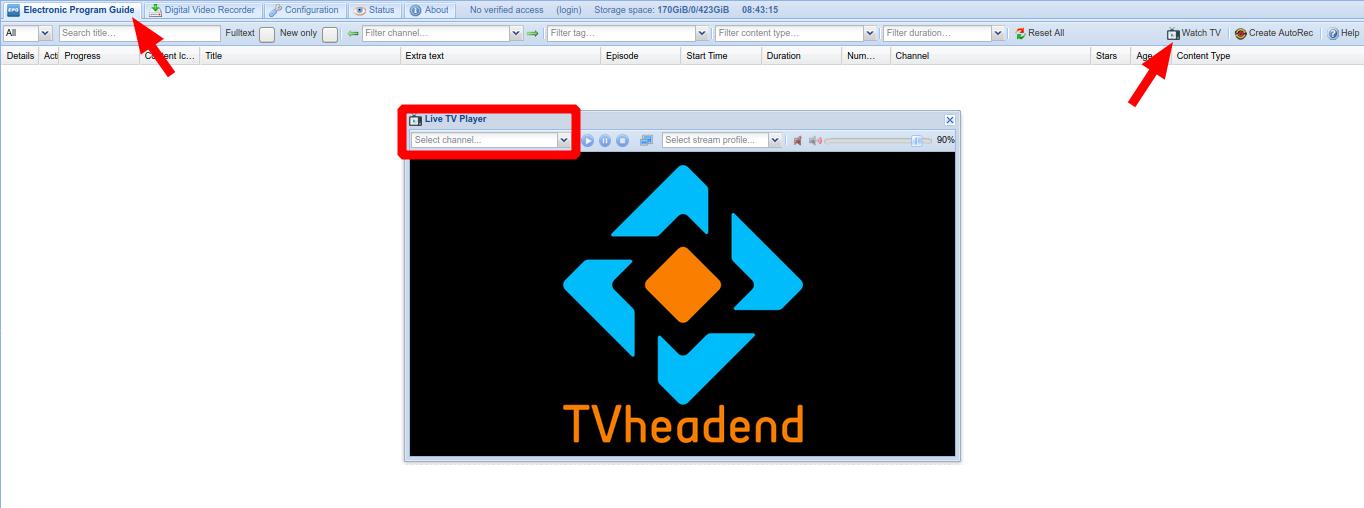 EPG Electronic Program Guide Digital Video Recorder Configuration Status About No verified access (login) Storage space: 170GiB/0/423GiB 08:43:15
All Search title... Fulltext New only Filter channel... Filter tag... Filter content type... Filter duration... Reset All Watch TV Create AutoRec Help
Details Acti Progress Ic... Title Extra text Episode Start Time Duration Num... Channel Stars Age Content Type
Live TV Player
Select channel... Select stream profile... 90%
TVheadend